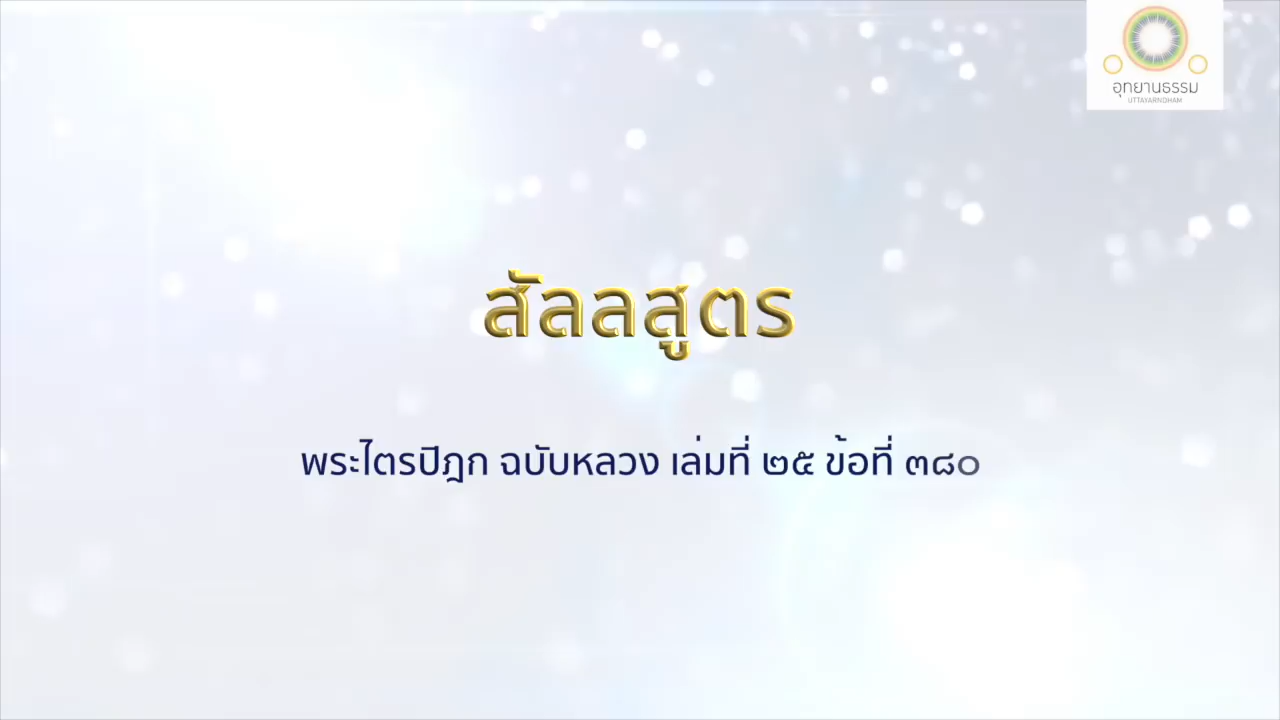 อุทยานธรรม
UTTAYARNDHAM
สัลลสูตร
พระไตรปิฎก ฉบับหลวง เล่มที่ ๒๕ ข้อที่ ๓๘๐